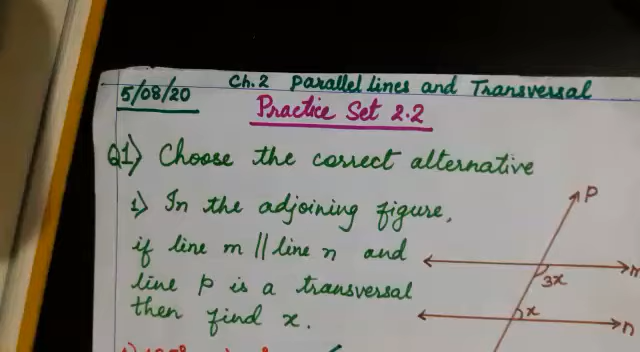 5/08/20
Ch.2 Parallel lines and Transversal
Practice Set 2.2
Q1) Choose the correct alternative
1) In the adjoining figure,
if line m || line n and
line p is a transversal
then find x.
p
m
3x
x
n